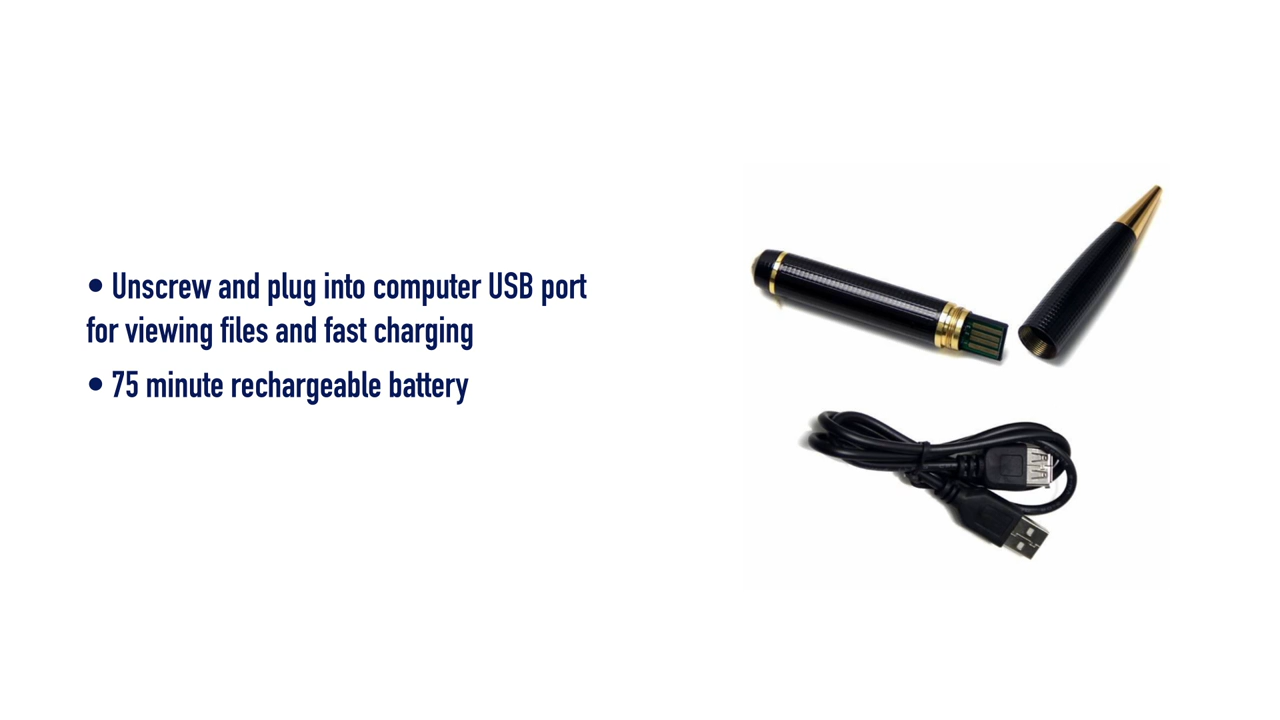 • Unscrew and plug into computer USB port
for viewing files and fast charging
• 75 minute rechargeable battery